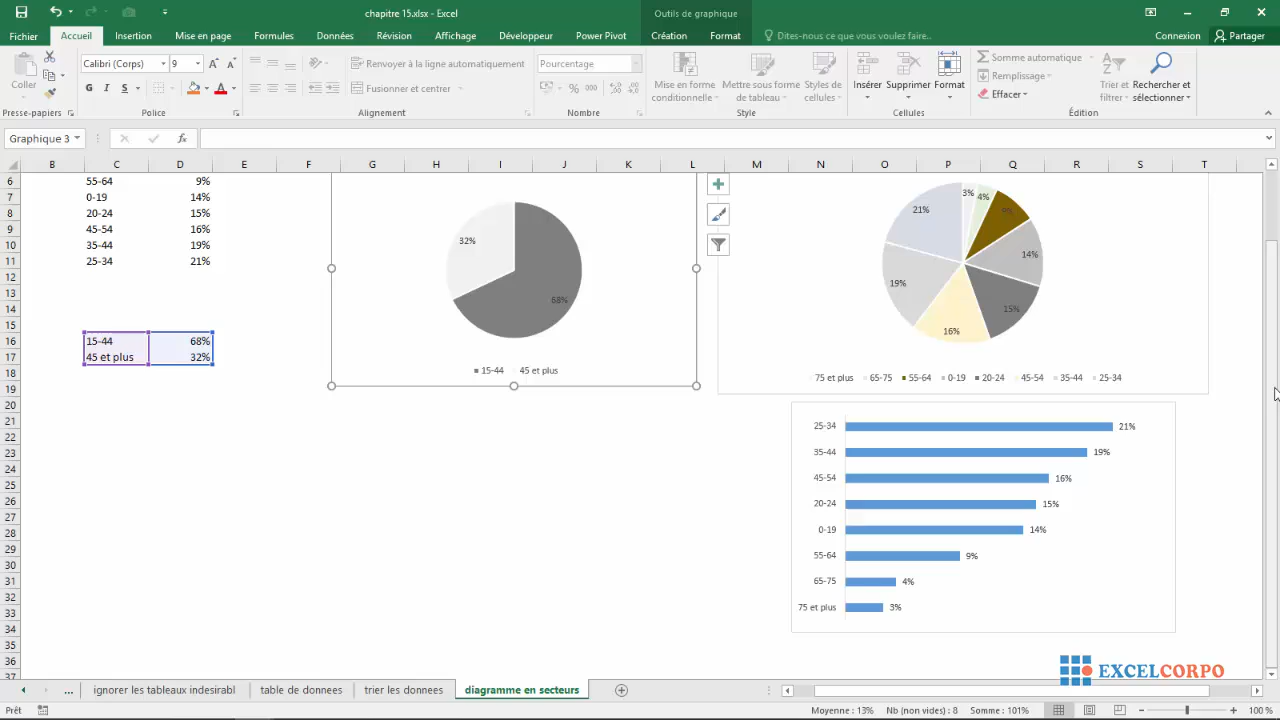 chapitre 15.xlsx - Excel
Outils de graphique
Fichier Accueil Insertion Mise en page Formules Données Révision Affichage Développeur Power Pivot Création Format Dites-nous ce que vous voulez faire.. Connexion Partager
Coller
Calibri (Corps) 9
Renvoyer à la ligne automatiquement
Pourcentage
Mise en forme conditionnelle
Mettre sous forme de tableau
Styles de cellules
Insérer Supprimer Format
Somme automatique
Remplissage
Effacer
Trier et filtrer
Rechercher et sélectionner
G I S
Fusionner et centrer
% 000
Presse-papiers Police Alignement Nombre Style Cellules Édition
Graphique 3 fx
B C D E F G H I J K L M N O P Q R S T
6 55-64 9%
7 0-19 14%
8 20-24 15%
9 45-54 16%
10 35-44 19%
11 25-34 21%
12
13
14
15
16 15-44 68%
17 45 et plus 32%
18
19
20
21
22
23
24
25
26
27
28
29
30
31
32
33
34
35
36
37
32%
68%
15-44 45 et plus
3% 4% 9% 14% 15% 16% 19% 21%
75 et plus 65-75 55-64 0-19 20-24 45-54 35-44 25-34
25-34 21%
35-44 19%
45-54 16%
20-24 15%
0-19 14%
55-64 9%
65-75 4%
75 et plus 3%
EXCELCORPO
... ignorer les tableaux indesirabl table de donnees trier les donnees diagramme en secteurs
Prêt Moyenne : 13% Nb (non vides) : 8 Somme : 101% 100 %